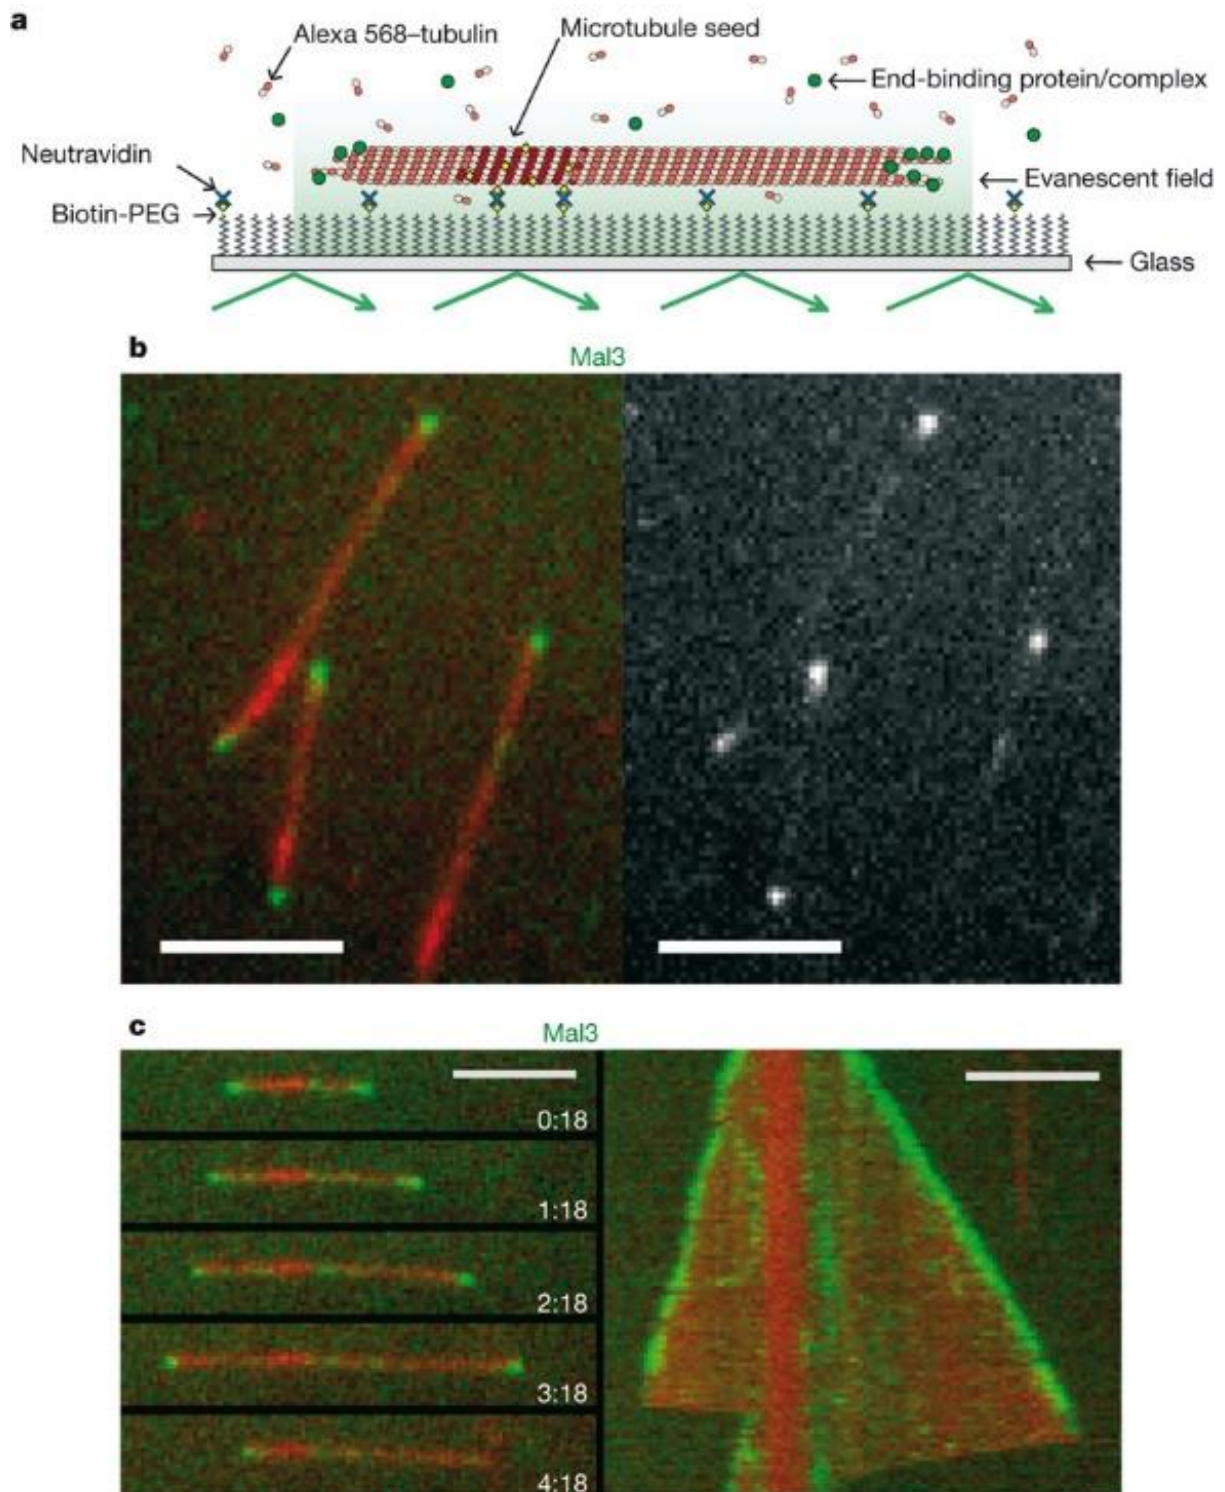 a
Alexa 568–tubulin
Microtubule seed
End-binding protein/complex
Neutravidin
Evanescent field
Biotin-PEG
Glass
b
Mal3
c
Mal3
0:18
1:18
2:18
3:18
4:18